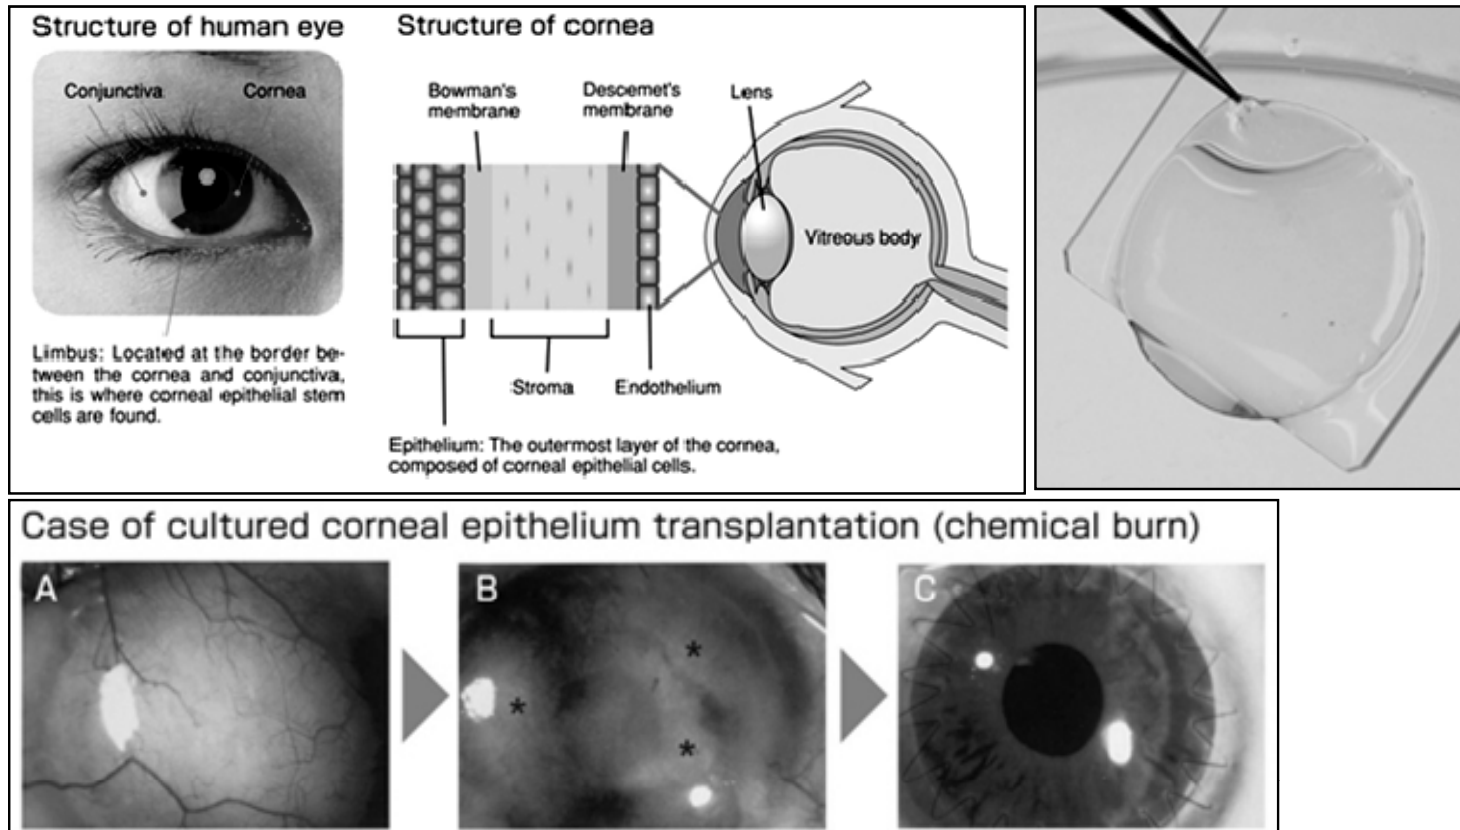 Structure of human eye
Conjunctiva
Cornea
Limbus: Located at the border be-
tween the cornea and conjunctiva,
this is where corneal epithelial stem
cells are found.
Structure of cornea
Bowman's
membrane
Descemet's
membrane
Lens
Vitreous body
Stroma
Endothelium
Epithelium: The outermost layer of the cornea,
composed of corneal epithelial cells.
Case of cultured corneal epithelium transplantation (chemical burn)
A
B
*
*
*
C